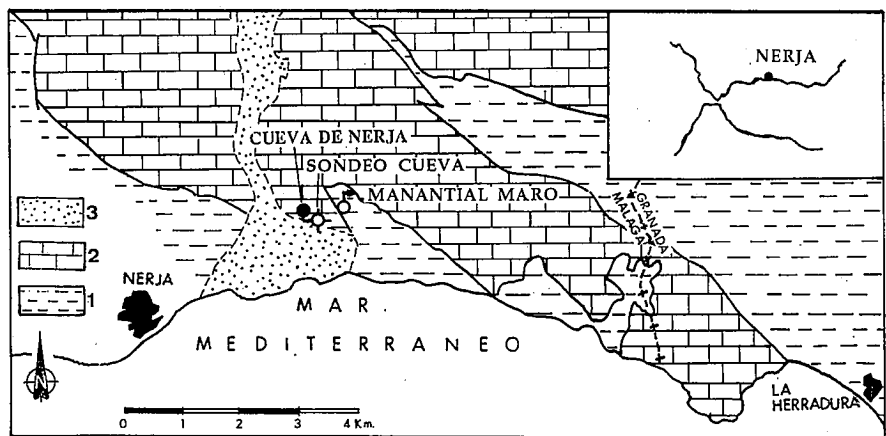 NERJA
CUEVA DE NERJA
SONDEO CUEVA
MANANTIAL MARO
GRANADA
MALAGA
3
2
1
NERJA
MAR
MEDITERRANEO
N
LA
HERRADURA
0 1 2 3 4 Km.